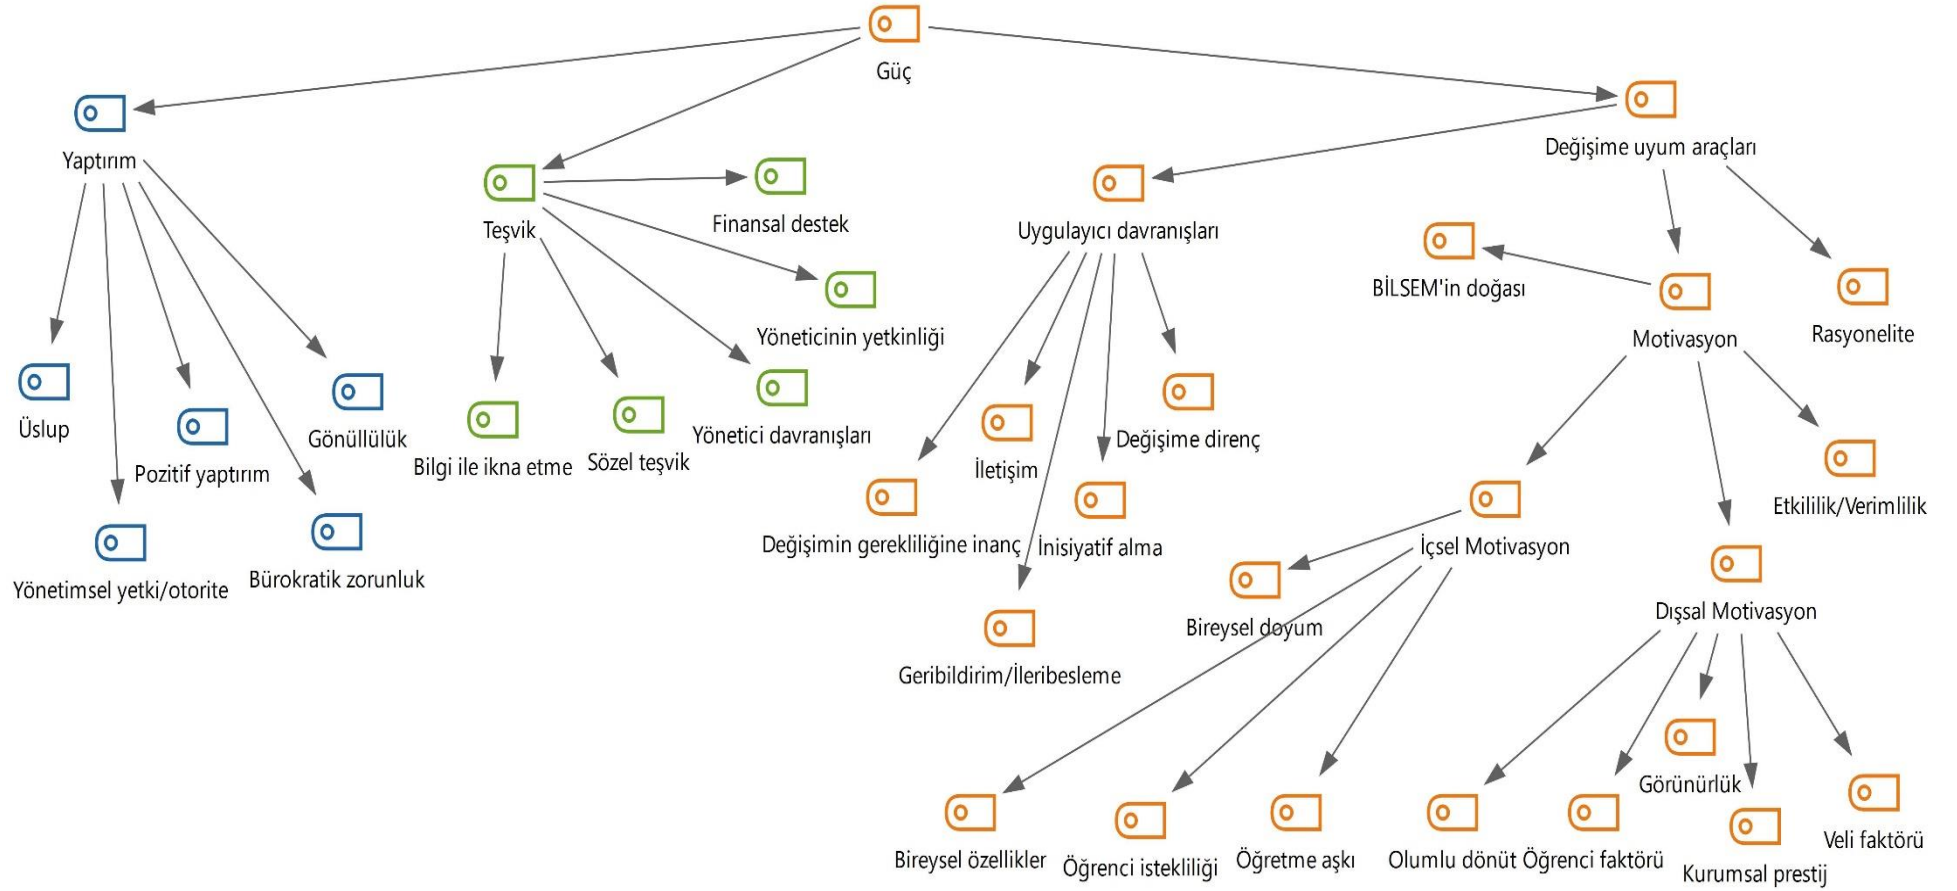 Güç
Yaptırım
Değişime uyum araçları
Teşvik
Finansal destek
Uygulayıcı davranışları
BİLSEM'in doğası
Motivasyon
Rasyonelite
Yöneticinin yetkinliği
Üslup
Pozitif yaptırım
Gönüllülük
Bilgi ile ikna etme
Sözel teşvik
Yönetici davranışları
İletişim
Değişime direnç
Yönetimsel yetki/otorite
Bürokratik zorunluk
Değişimin gerekliliğine inanç
İnisiyatif alma
İçsel Motivasyon
Etkililik/Verimlilik
Geribildirim/İleribesleme
Bireysel doyum
Dışsal Motivasyon
Görünürlük
Bireysel özellikler
Öğrenci istekliliği
Öğretme aşkı
Olumlu dönüt
Öğrenci faktörü
Kurumsal prestij
Veli faktörü